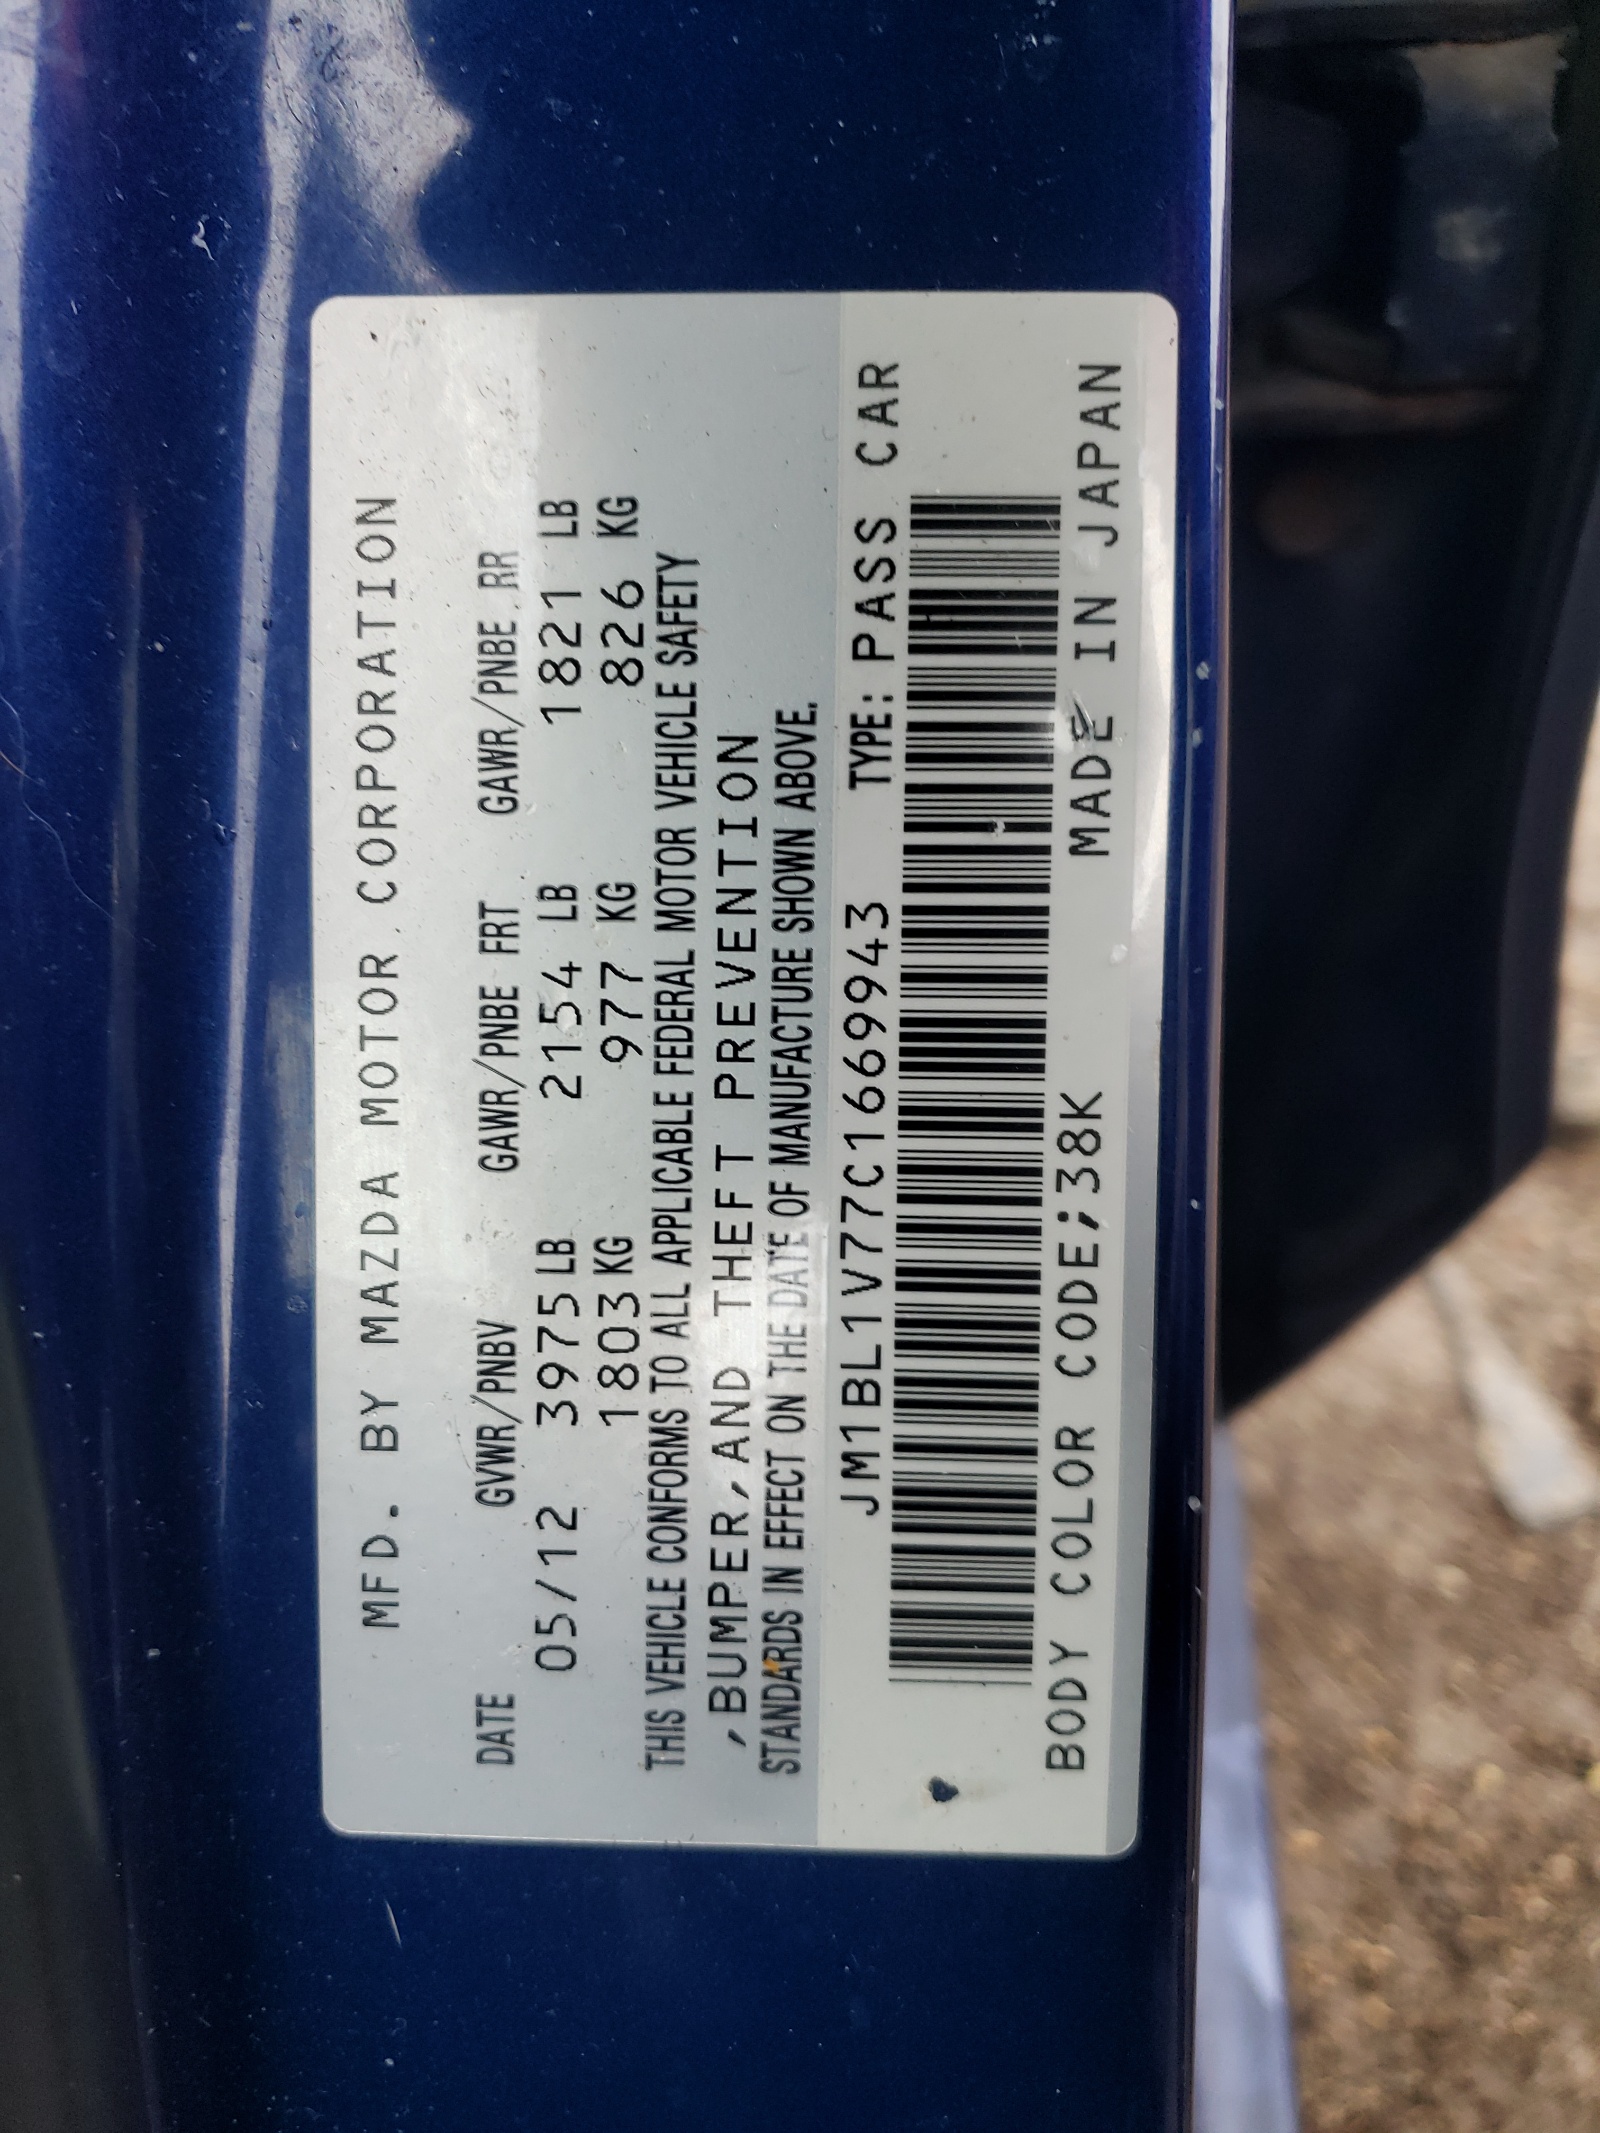 MFD. BY MAZDA MOTOR CORPORATION
DATE GVWR/PNBV GAWR/PNBE FRT GAWR/PNBE RR
05/12 3975 LB 2154 LB 1821 LB
1803 KG 977 KG 826 KG
THIS VEHICLE CONFORMS TO ALL APPLICABLE FEDERAL MOTOR VEHICLE SAFETY
,BUMPER,AND THEFT PREVENTION
STANDARDS IN EFFECT ON THE DATE OF MANUFACTURE SHOWN ABOVE.
JM1BL1V77C1669943 TYPE: PASS CAR
BODY COLOR CODE;38K MADE IN JAPAN